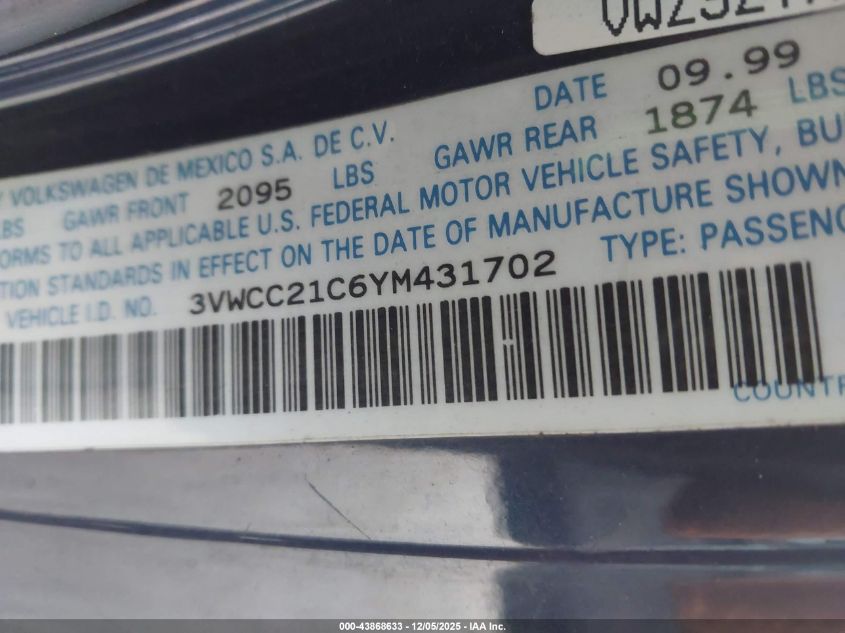 DATE 09.99
Y VOLKSWAGEN DE MEXICO S.A. DE C.V.
LBS GAWR FRONT 2095 LBS GAWR REAR 1874 LBS
ORMS TO ALL APPLICABLE U.S. FEDERAL MOTOR VEHICLE SAFETY, BU
TION STANDARDS IN EFFECT ON THE DATE OF MANUFACTURE SHOWN
VEHICLE I.D. NO. 3VWCC21C6YM431702 TYPE: PASSENG
COUNTR
000-43868633 - 12/05/2025 - IAA Inc.